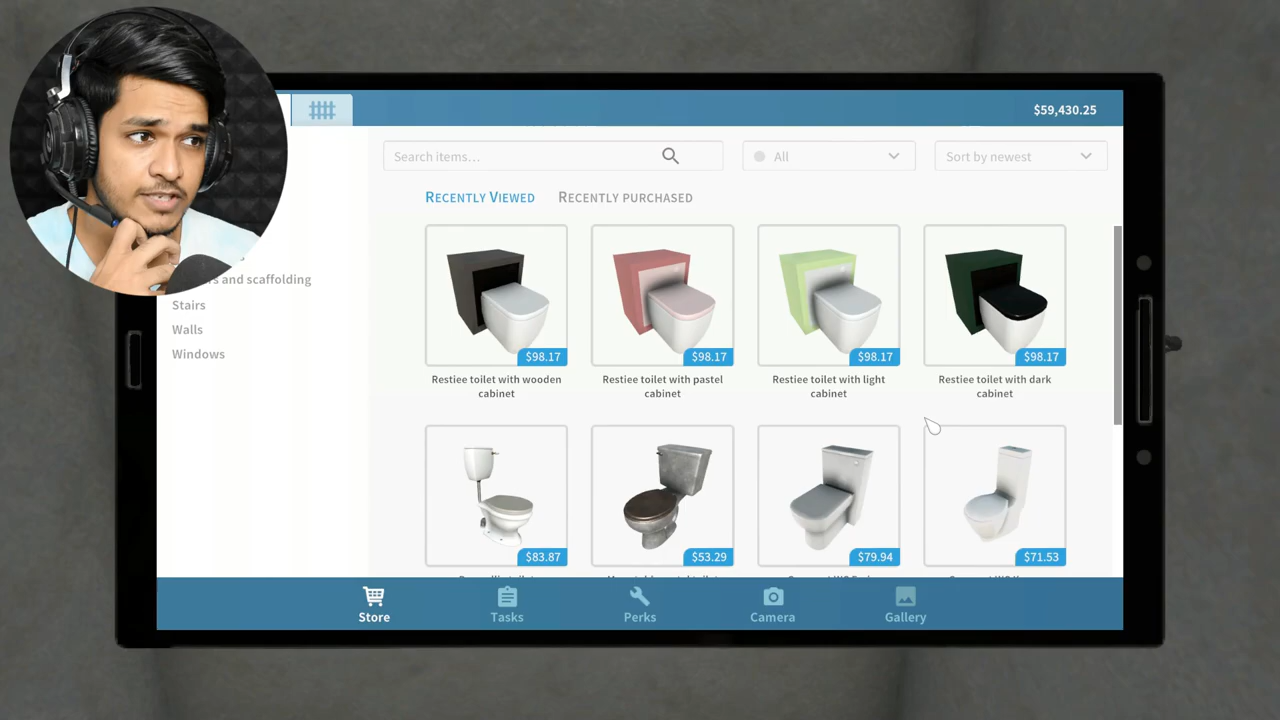 $59,430.25
Search items...
All
Sort by newest
Recently Viewed
Recently Purchased
and scaffolding
Stairs
Walls
Windows
$98.17
$98.17
$98.17
$98.17
Restiee toilet with wooden cabinet
Restiee toilet with pastel cabinet
Restiee toilet with light cabinet
Restiee toilet with dark cabinet
$83.87
$53.29
$79.94
$71.53
Store
Tasks
Perks
Camera
Gallery